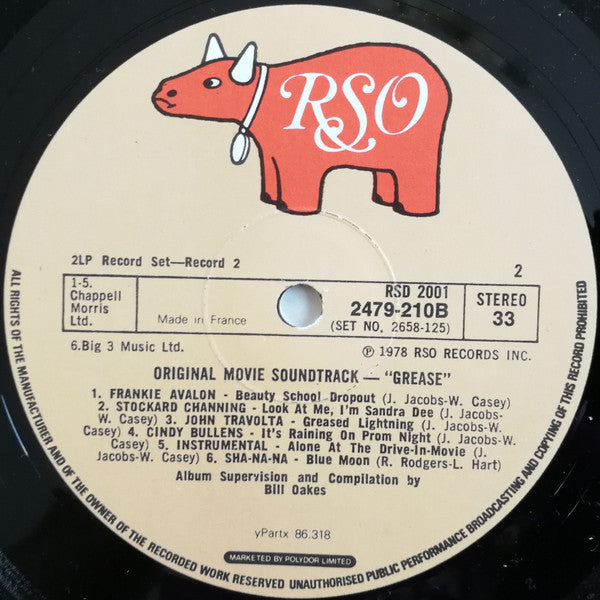 RSO
2LP Record Set—Record 2
2
1-5.
Chappell
Morris
Ltd.
Made in France
RSD 2001
2479-210B
(SET NO. 2658-125)
STEREO
33
6.Big 3 Music Ltd.
℗ 1978 RSO RECORDS INC.
ORIGINAL MOVIE SOUNDTRACK — "GREASE"
1. FRANKIE AVALON - Beauty School Dropout (J. Jacobs-W. Casey)
2. STOCKARD CHANNING - Look At Me, I'm Sandra Dee (J. Jacobs-
W. Casey) 3. JOHN TRAVOLTA - Greased Lightning (J. Jacobs-W.
Casey) 4. CINDY BULLENS - It's Raining On Prom Night (J. Jacobs-
W. Casey) 5. INSTRUMENTAL - Alone At The Drive-In-Movie (J.
Jacobs-W. Casey) 6. SHA-NA-NA - Blue Moon (R. Rodgers-L. Hart)
Album Supervision and Compilation by
Bill Oakes
yPartx 86.318
MARKETED BY POLYDOR LIMITED
ALL RIGHTS OF THE MANUFACTURER AND OF THE OWNER OF THE RECORDED WORK RESERVED UNAUTHORISED PUBLIC PERFORMANCE BROADCASTING AND COPYING OF THIS RECORD PROHIBITED